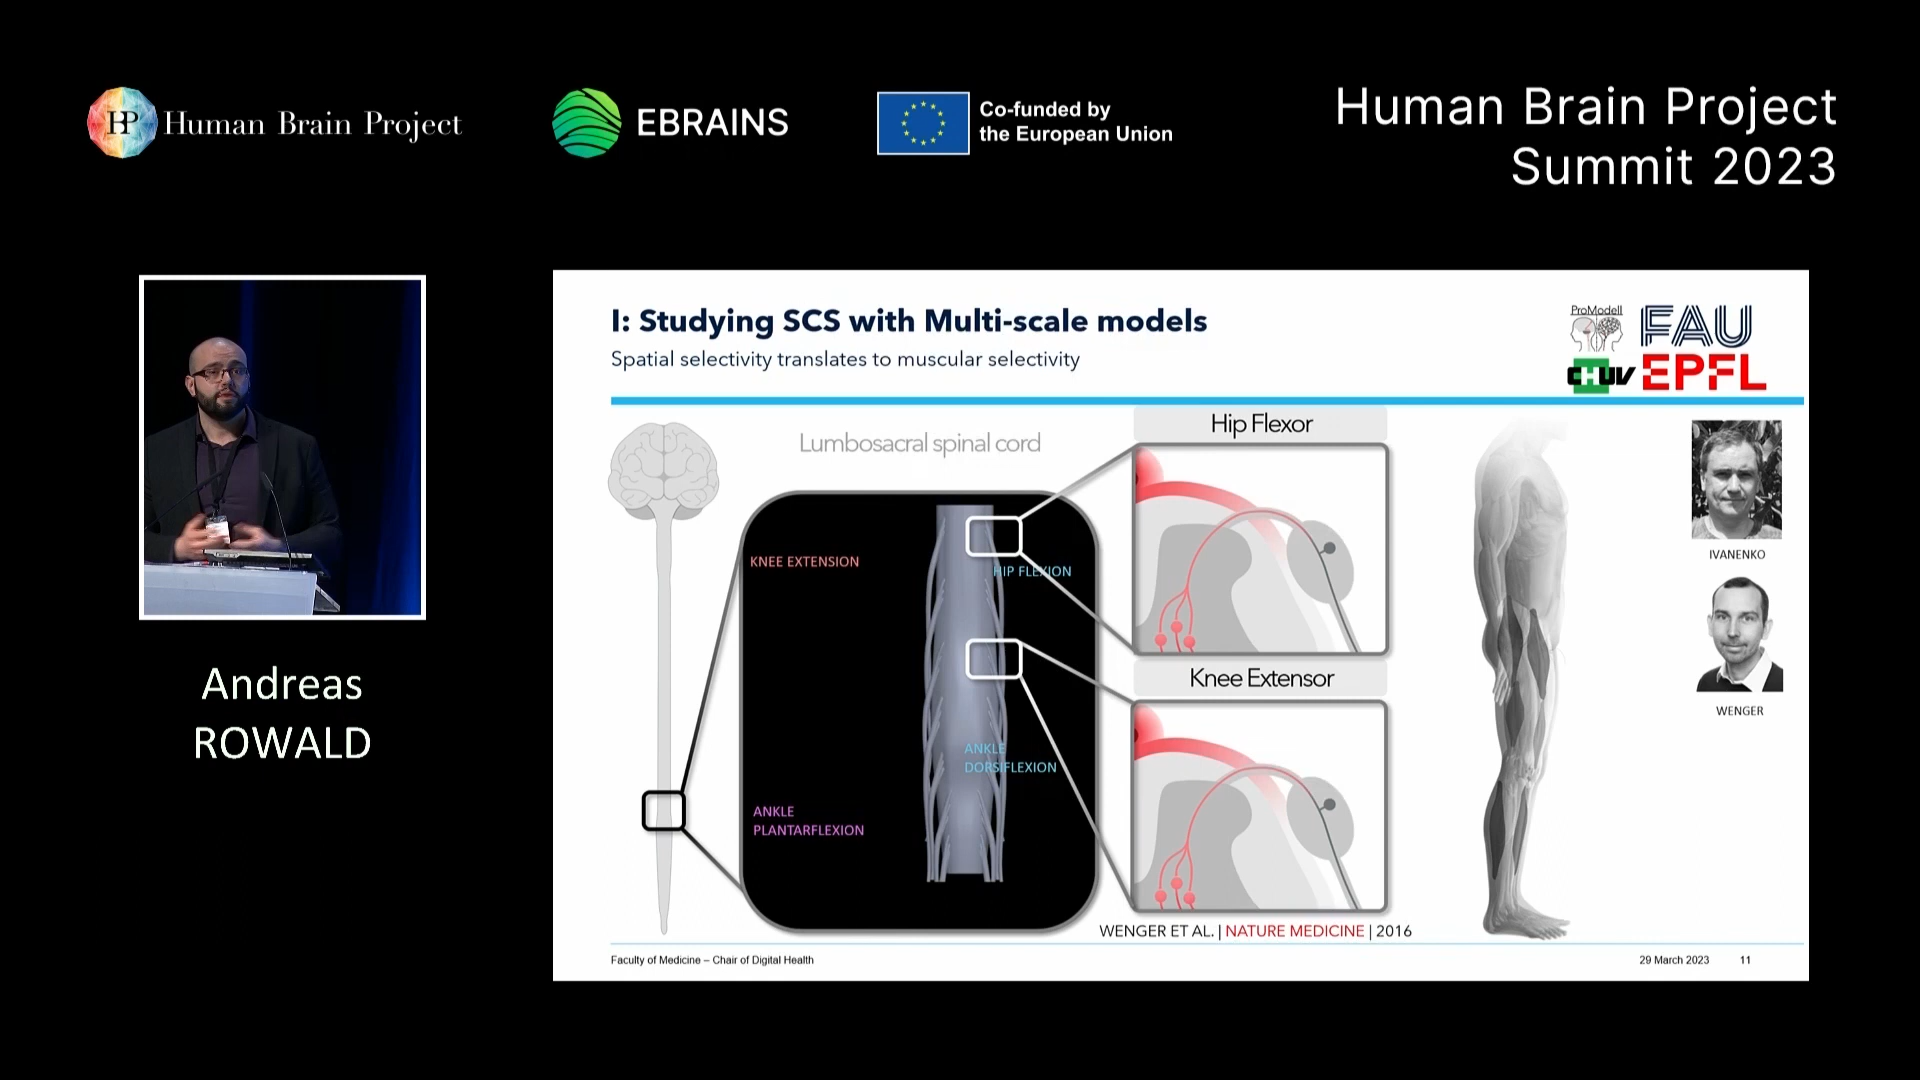 HP Human Brain Project
EBRAINS
Co-funded by
the European Union
Human Brain Project
Summit 2023
Andreas
ROWALD
I: Studying SCS with Multi-scale models
Spatial selectivity translates to muscular selectivity
ProModell
FAU
CHUV
EPFL
Lumbosacral spinal cord
KNEE EXTENSION
HIP FLEXION
ANKLE
DORSIFLEXION
ANKLE
PLANTARFLEXION
Hip Flexor
Knee Extensor
IVANENKO
WENGER
WENGER ET AL. | NATURE MEDICINE | 2016
Faculty of Medicine – Chair of Digital Health
29 March 2023
11